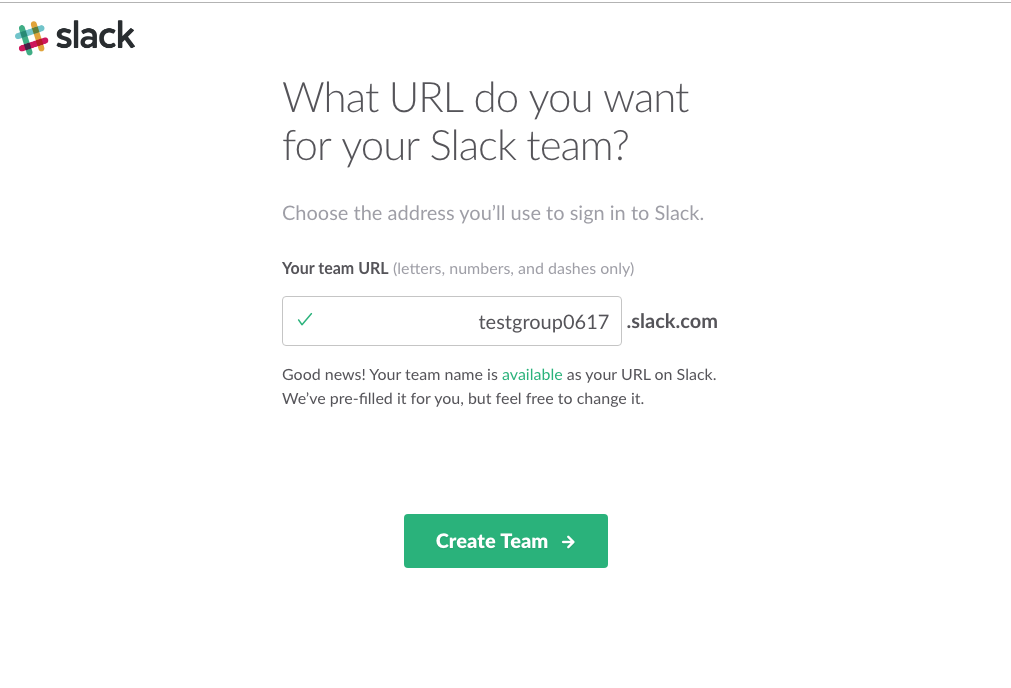 slack
What URL do you want
for your Slack team?
Choose the address you’ll use to sign in to Slack.
Your team URL (letters, numbers, and dashes only)
testgroup0617 .slack.com
Good news! Your team name is available as your URL on Slack.
We’ve pre-filled it for you, but feel free to change it.
Create Team →